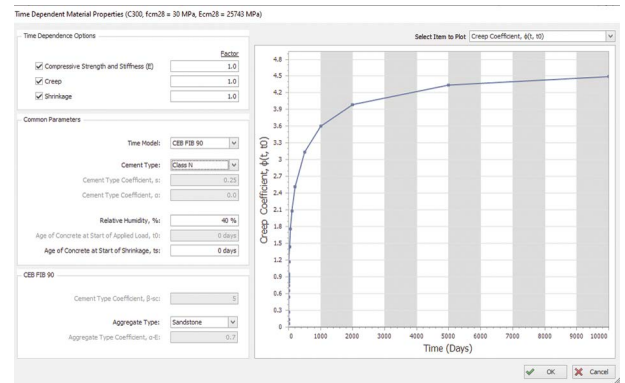 Time Dependent Material Properties (C300, fcm28 = 30 MPa, Ecm28 = 25743 MPa)
Time Dependence Options
Factor
Compressive Strength and Stiffness (E) 1.0
Creep 1.0
Shrinkage 1.0
Common Parameters
Time Model: CEB FIB 90
Cement Type: Class N
Cement Type Coefficient, s: 0.25
Cement Type Coefficient, α: 0.0
Relative Humidity, %: 40 %
Age of Concrete at Start of Applied Load, t0: 0 days
Age of Concrete at Start of Shrinkage, ts: 0 days
CEB FIB 90
Cement Type Coefficient, β-sc: 5
Aggregate Type: Sandstone
Aggregate Type Coefficient, α-E: 0.7
Select Item to Plot Creep Coefficient, ϕ(t, t0)
Creep Coefficient, ϕ(t, t0)
4.8
4.5
4.2
3.9
3.6
3.3
3
2.7
2.4
2.1
1.8
1.5
1.2
0.9
0.6
0.3
0
0 1000 2000 3000 4000 5000 6000 7000 8000 9000 10000
Time (Days)
OK Cancel